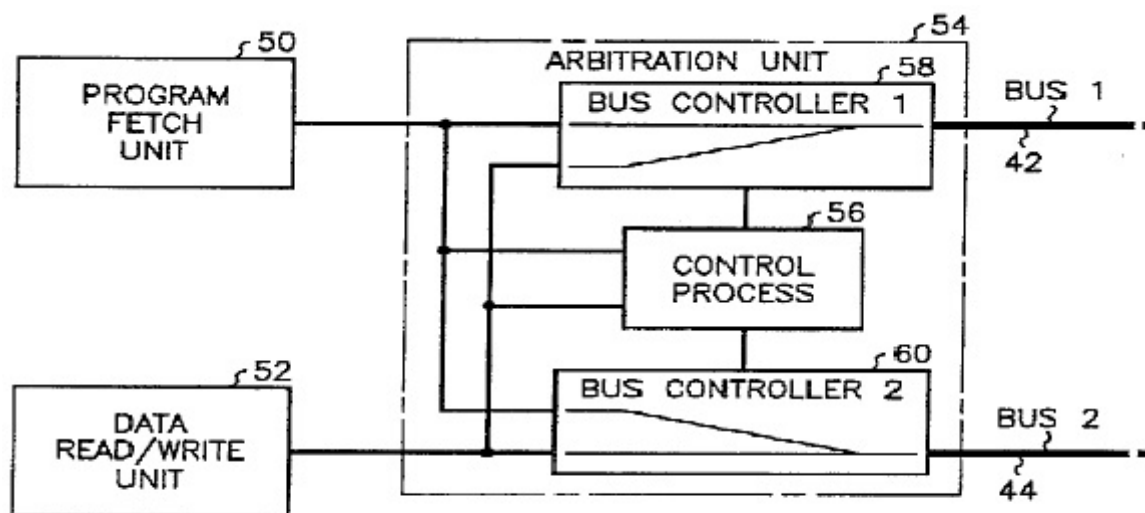 50
PROGRAM
FETCH
UNIT
54
ARBITRATION UNIT
58
BUS CONTROLLER 1
BUS 1
42
56
CONTROL
PROCESS
52
DATA
READ/WRITE
UNIT
60
BUS CONTROLLER 2
BUS 2
44